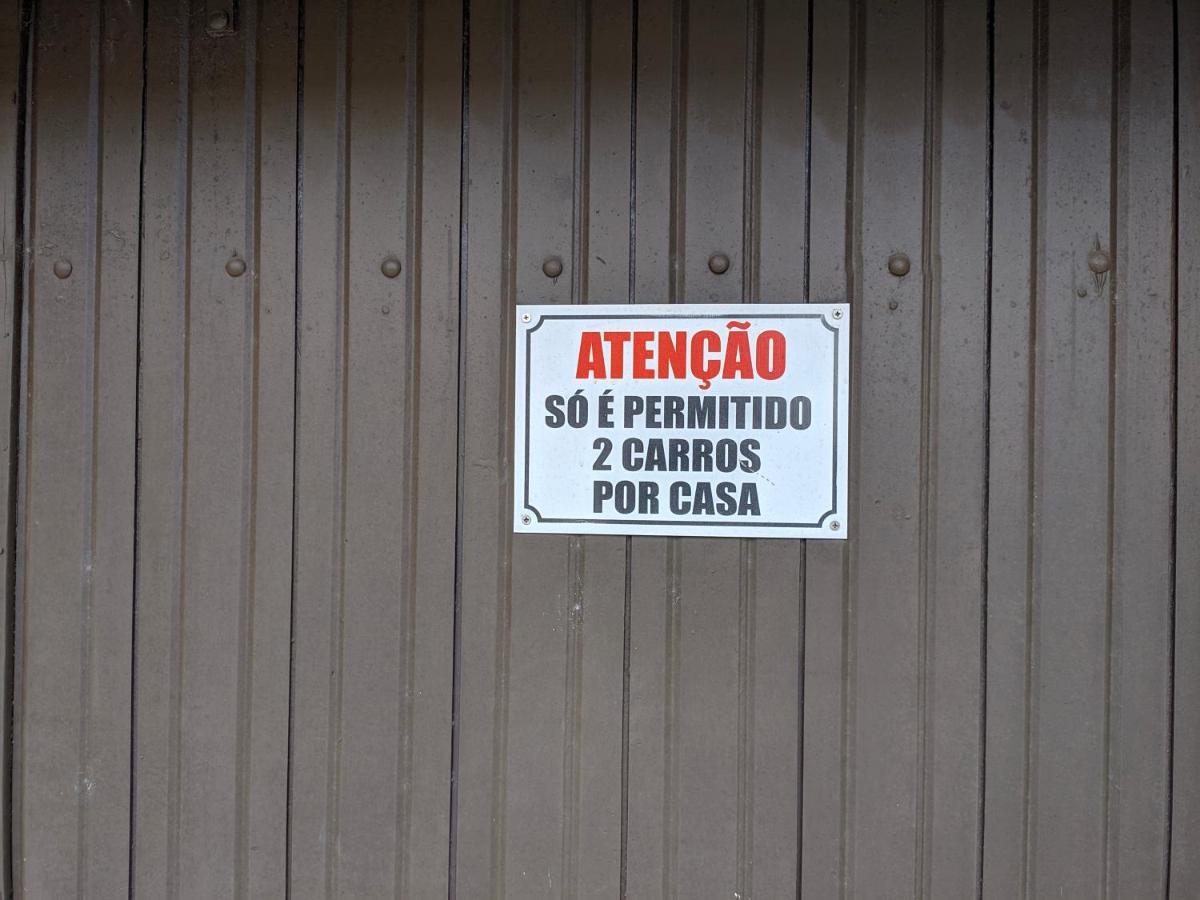 ATENÇÃO
SÓ É PERMITIDO
2 CARROS
POR CASA